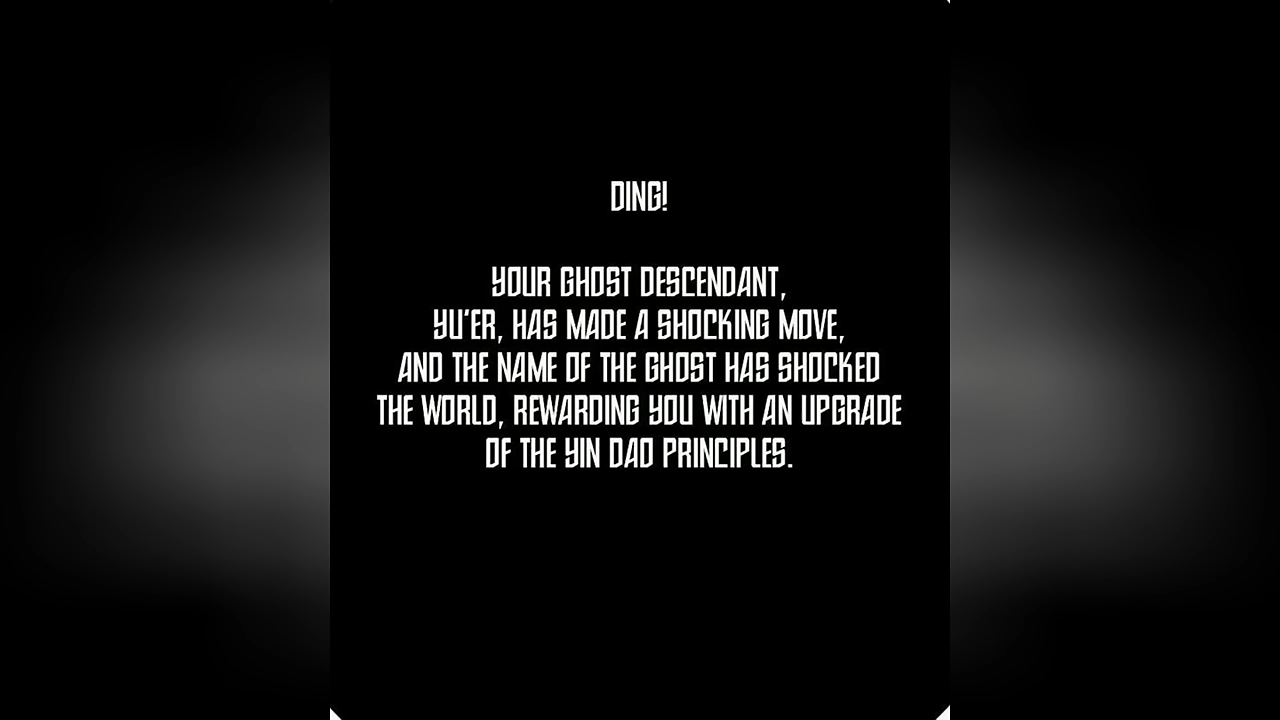 DING!
YOUR GHOST DESCENDANT,
YU'ER, HAS MADE A SHOCKING MOVE,
AND THE NAME OF THE GHOST HAS SHOCKED
THE WORLD, REWARDING YOU WITH AN UPGRADE
OF THE YIN DAO PRINCIPLES.